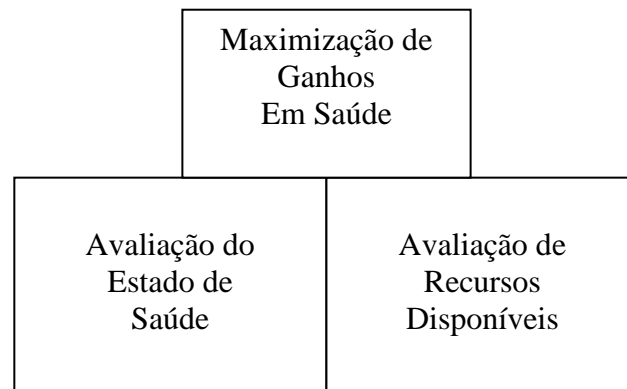 Maximização de
Ganhos
Em Saúde
Avaliação do
Estado de
Saúde
Avaliação de
Recursos
Disponíveis